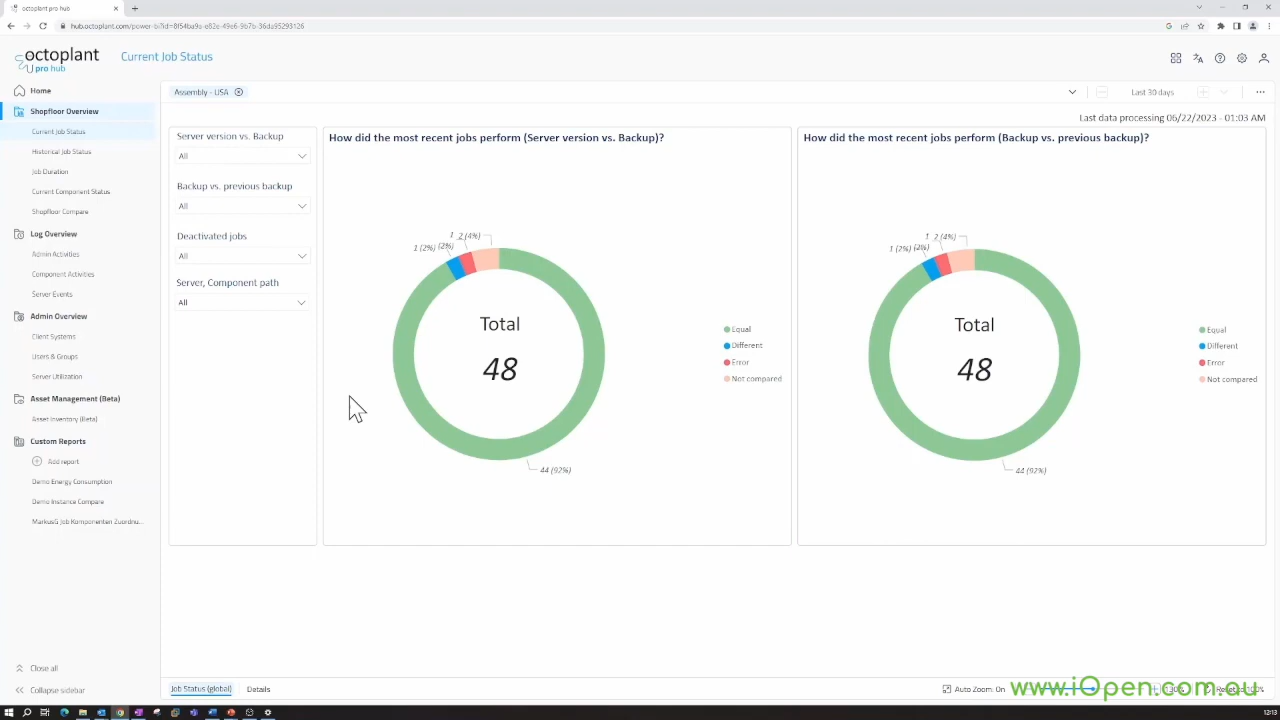 octoplant pro hub
hub.octoplant.com/power-bi?id=8f54ba9a-e82e-49e6-9b7b-36da95293126
octoplant
pro hub
Current Job Status
Home
Shopfloor Overview
Current Job Status
Historical Job Status
Job Duration
Current Component Status
Shopfloor Compare
Log Overview
Admin Activities
Component Activities
Server Events
Admin Overview
Client Systems
Users & Groups
Server Utilization
Asset Management (Beta)
Asset Inventory (Beta)
Custom Reports
Add report
Demo Energy Consumption
Demo Instance Compare
MarkusG Job Komponenten Zuordnu...
Close all
Collapse sidebar
Assembly - USA
Last 30 days
Last data processing 06/22/2023 - 01:03 AM
Server version vs. Backup
All
Backup vs. previous backup
All
Deactivated jobs
All
Server, Component path
All
How did the most recent jobs perform (Server version vs. Backup)?
1 2 (4%)
1 (2%) (2%)
Total
48
44 (92%)
Equal
Different
Error
Not compared
How did the most recent jobs perform (Backup vs. previous backup)?
1 2 (4%)
1 (2%) (2%)
Total
48
44 (92%)
Equal
Different
Error
Not compared
Job Status (global)
Details
Auto Zoom: On
www.iOpen.com.au
12:13